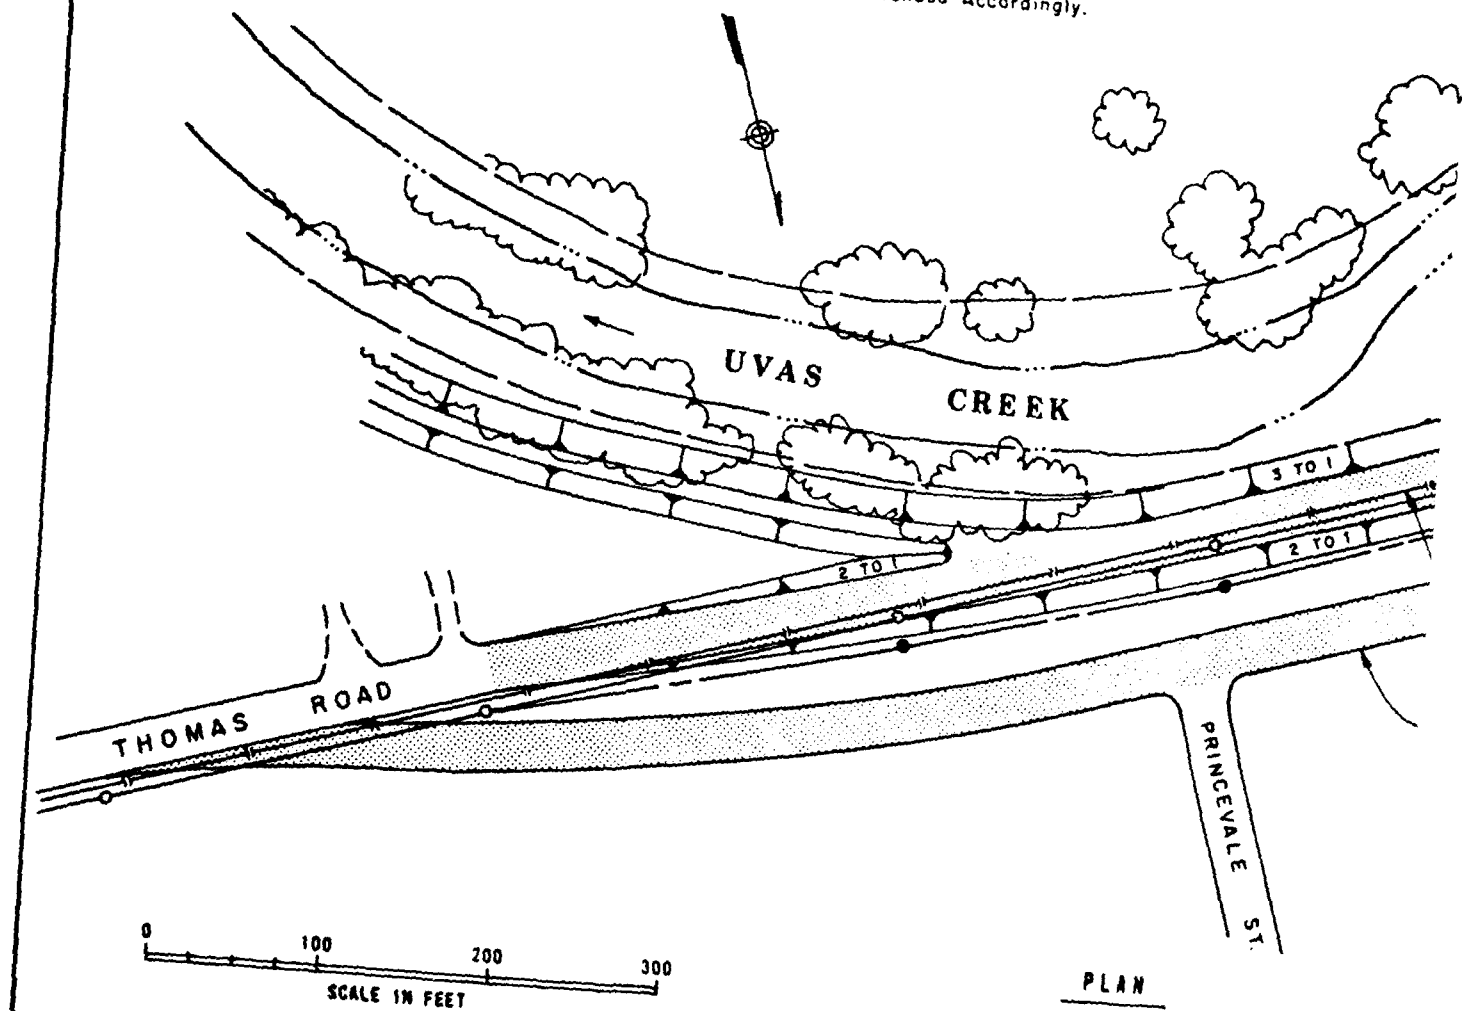 Accordingly.
UVAS CREEK
3 TO 1
2 TO 1
2 TO 1
THOMAS ROAD
PRINCEVALE ST.
0 100 200 300
SCALE IN FEET
PLAN